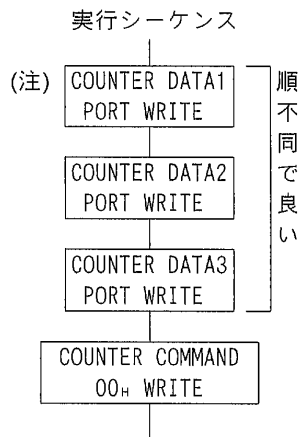 実行シーケンス
(注)
COUNTER DATA1
PORT WRITE
COUNTER DATA2
PORT WRITE
COUNTER DATA3
PORT WRITE
順不同で良い
COUNTER COMMAND
00H WRITE